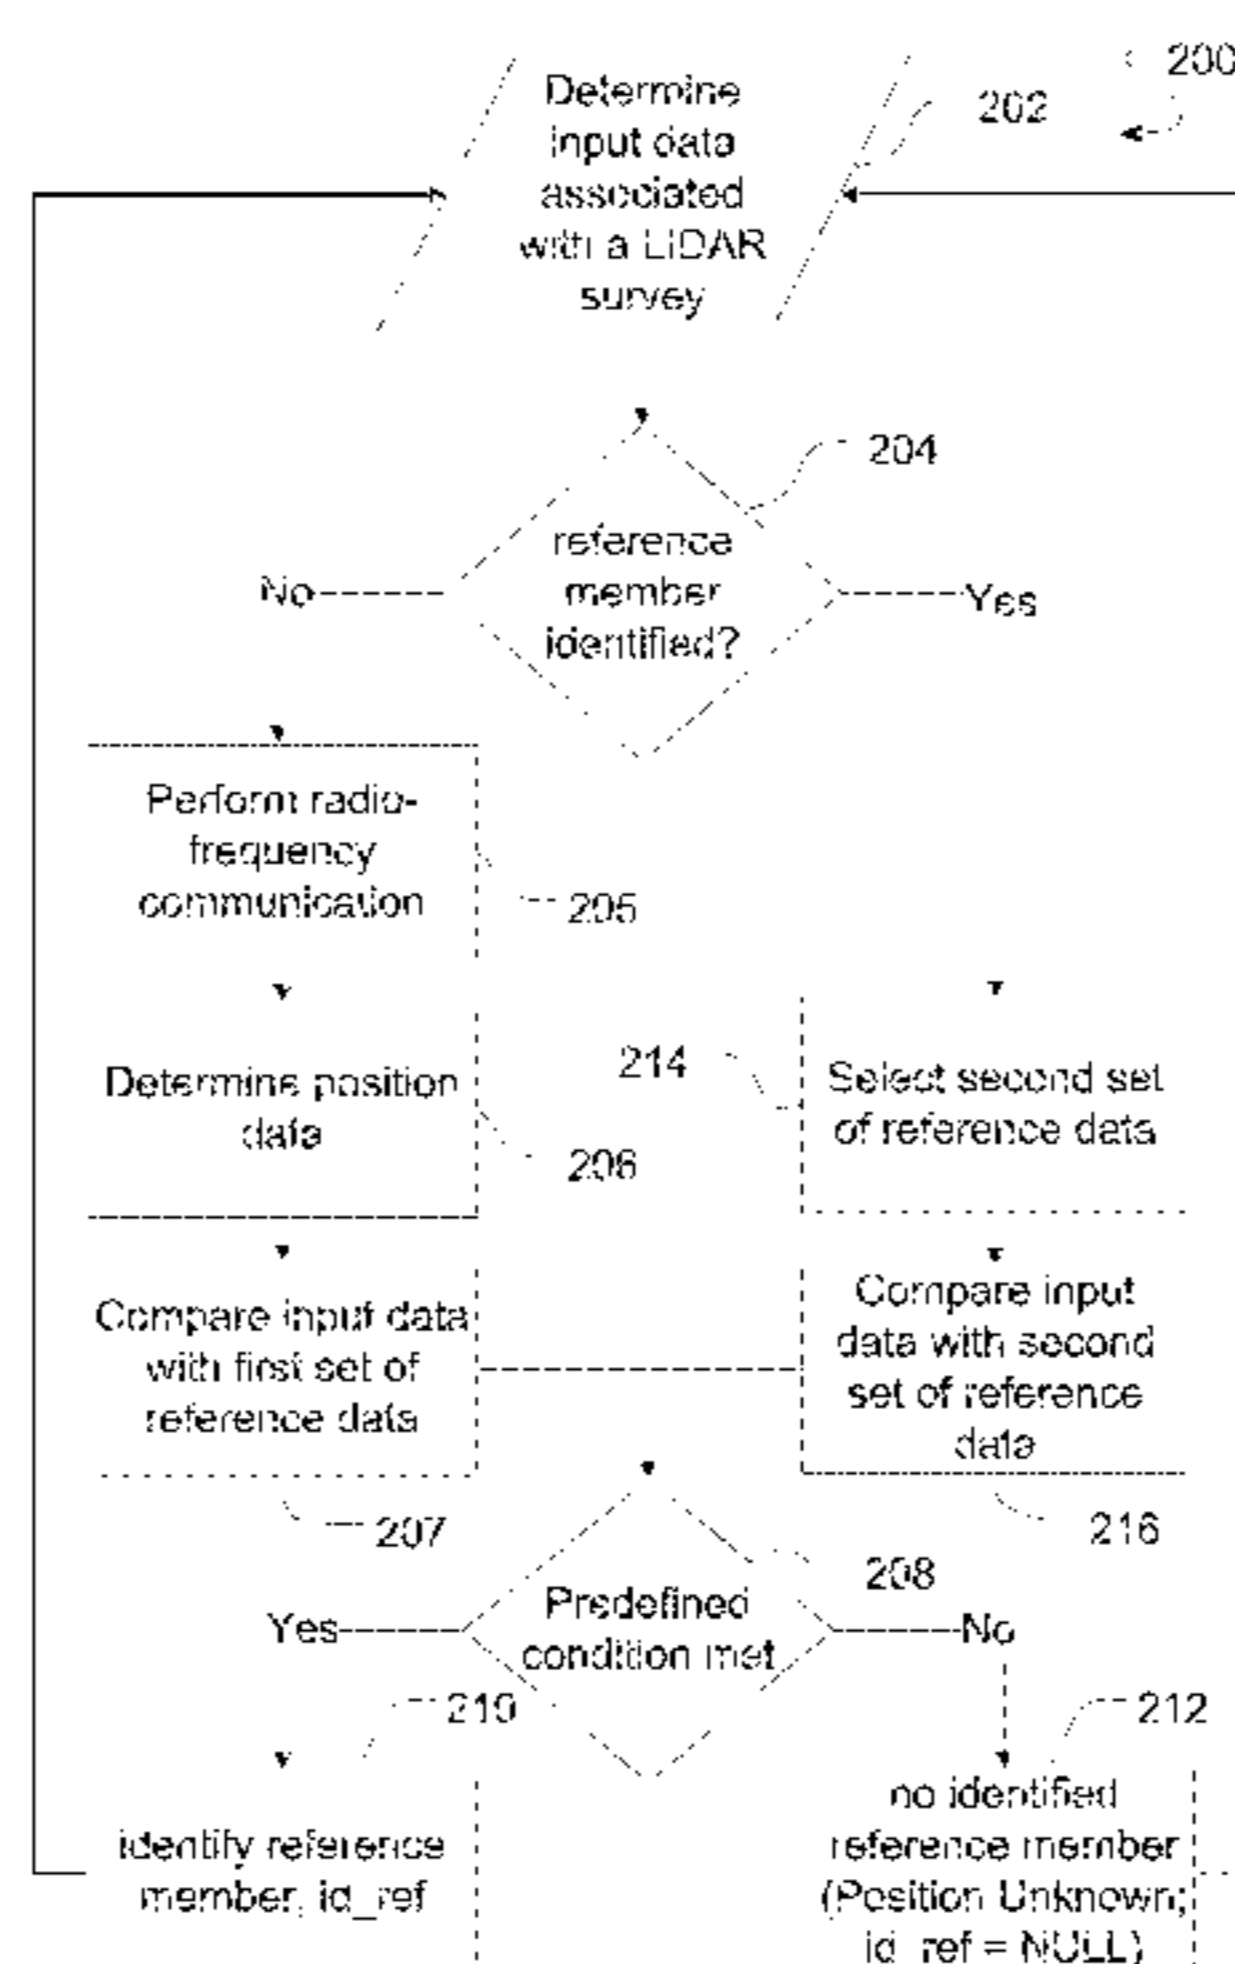 200
202
Determine
input data
associated
with a LiDAR
survey
204
reference
member
identified?
No
Yes
Perform radio-
frequency
communication
205
Determine position
data
206
214
Select second set
of reference data
Compare input data
with first set of
reference data
207
Compare input
data with second
set of reference
data
216
208
Predefined
condition met
Yes
No
210
212
identify reference
member, id_ref
no identified
reference member
(Position Unknown;
id_ref = NULL)